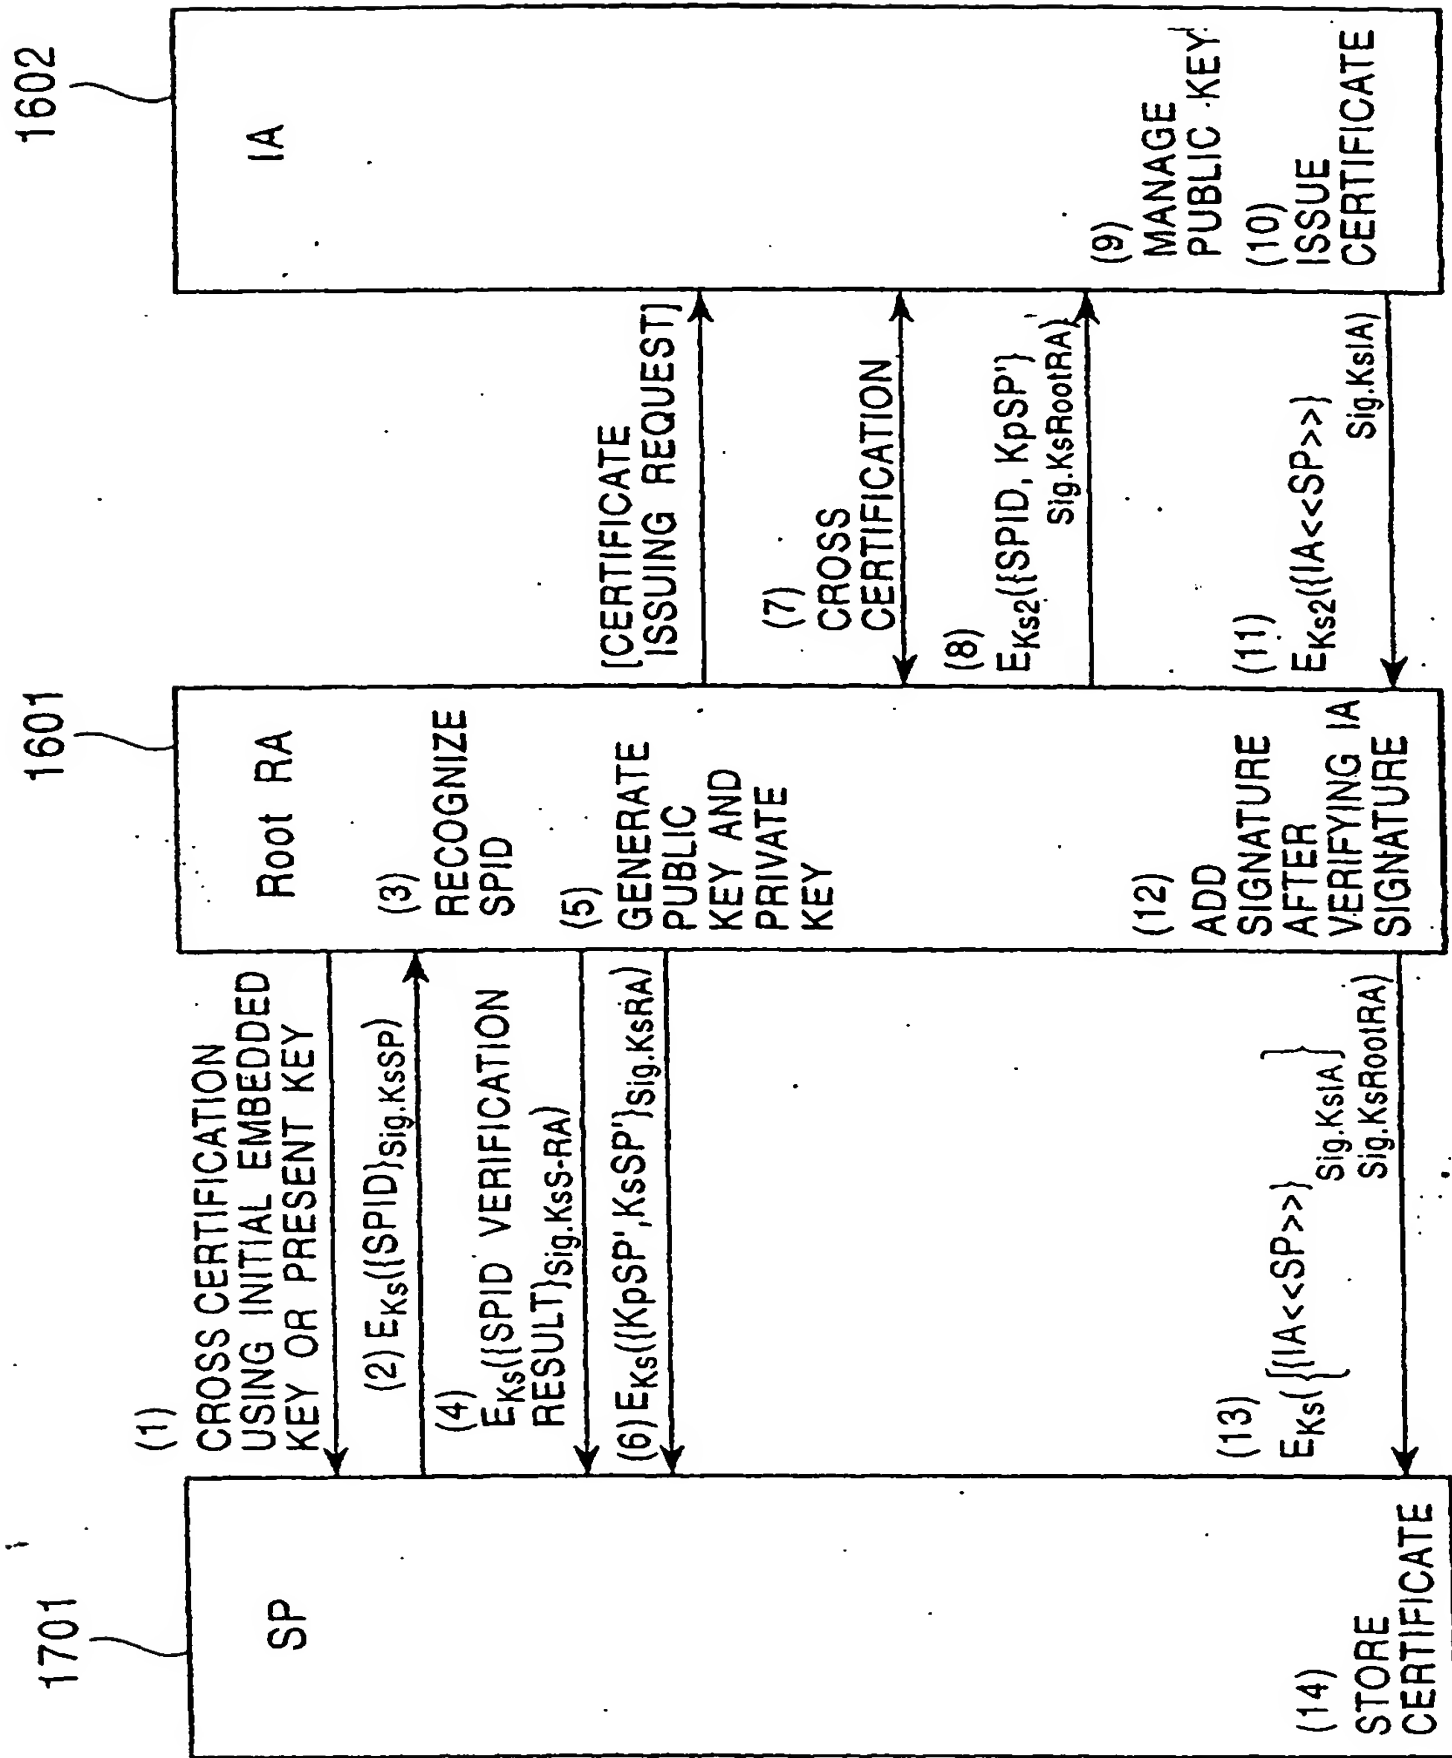 1701
1601
1602
SP
Root RA
IA
(1)
CROSS CERTIFICATION
USING INITIAL EMBEDDED
KEY OR PRESENT KEY
(2) EKs({SPID}Sig.KsSP)
(3)
RECOGNIZE
SPID
(4)
EKs({SPID VERIFICATION
RESULT}Sig.KsS-RA)
(5)
GENERATE
PUBLIC
KEY AND
PRIVATE
KEY
(6) EKs({KpSP',KsSP'}Sig.KsRA)
[CERTIFICATE
ISSUING REQUEST]
(7)
CROSS
CERTIFICATION
(8)
EKs2({SPID, KpSP'}
Sig.KsRootRA)
(9)
MANAGE
PUBLIC KEY
(10)
ISSUE
CERTIFICATE
(11)
EKs2({IA<<SP>>}
Sig.KsIA)
(12)
ADD
SIGNATURE
AFTER
VERIFYING IA
SIGNATURE
(13)
EKs({{IA<<SP>>}
Sig.KsIA}
Sig.KsRootRA)
(14)
STORE
CERTIFICATE